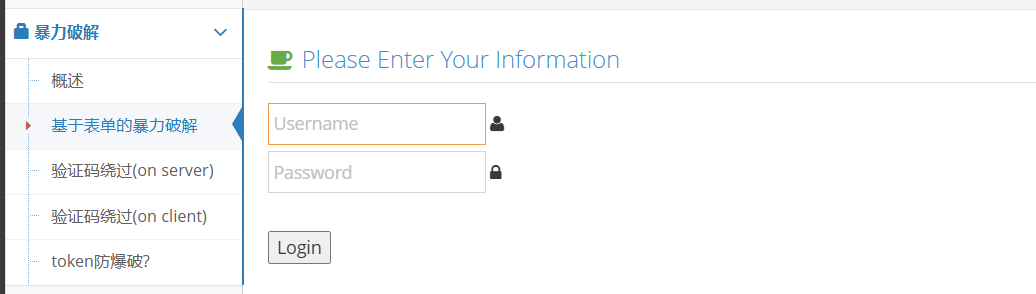 暴力破解
概述
基于表单的暴力破解
验证码绕过(on server)
验证码绕过(on client)
token防爆破?
Please Enter Your Information
Username
Password
Login